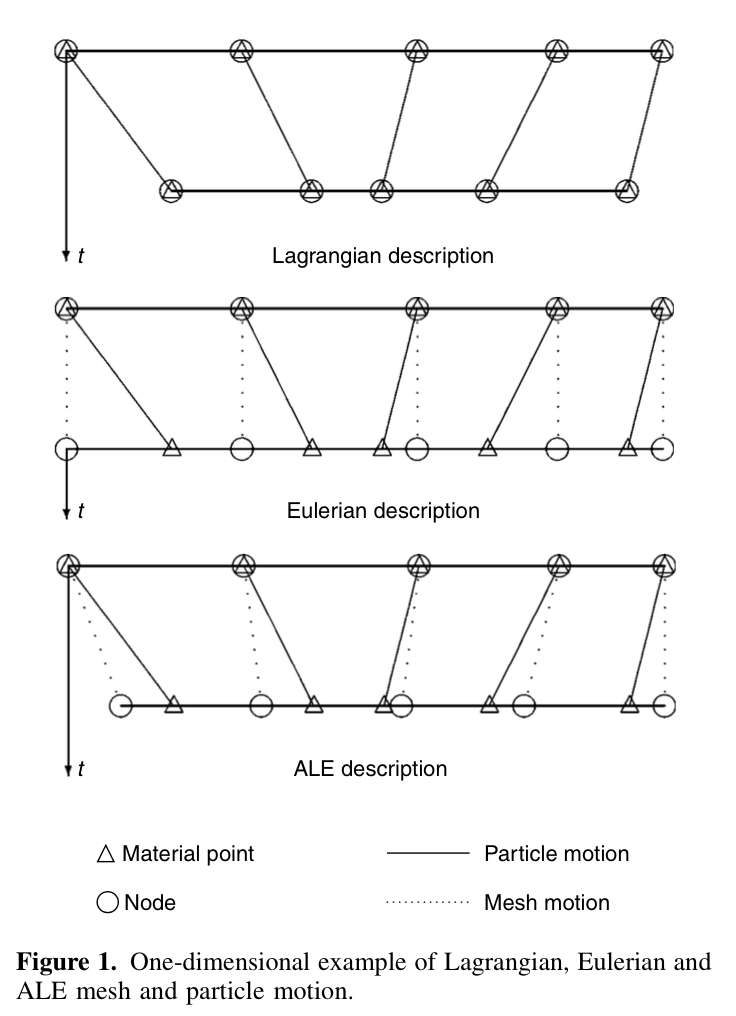 t
Lagrangian description
t
Eulerian description
t
ALE description
Material point
Particle motion
Node
Mesh motion
Figure 1. One-dimensional example of Lagrangian, Eulerian and
ALE mesh and particle motion.